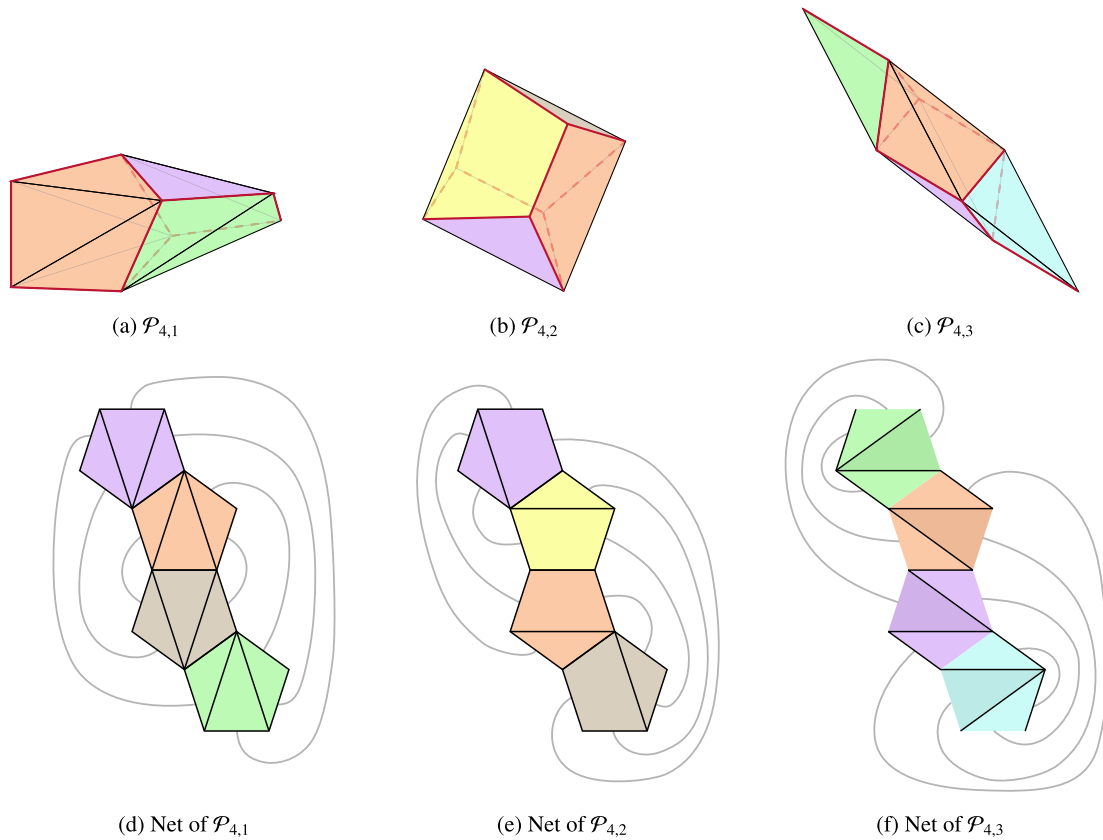 (a) 𝒫4,1
(b) 𝒫4,2
(c) 𝒫4,3
(d) Net of 𝒫4,1
(e) Net of 𝒫4,2
(f) Net of 𝒫4,3